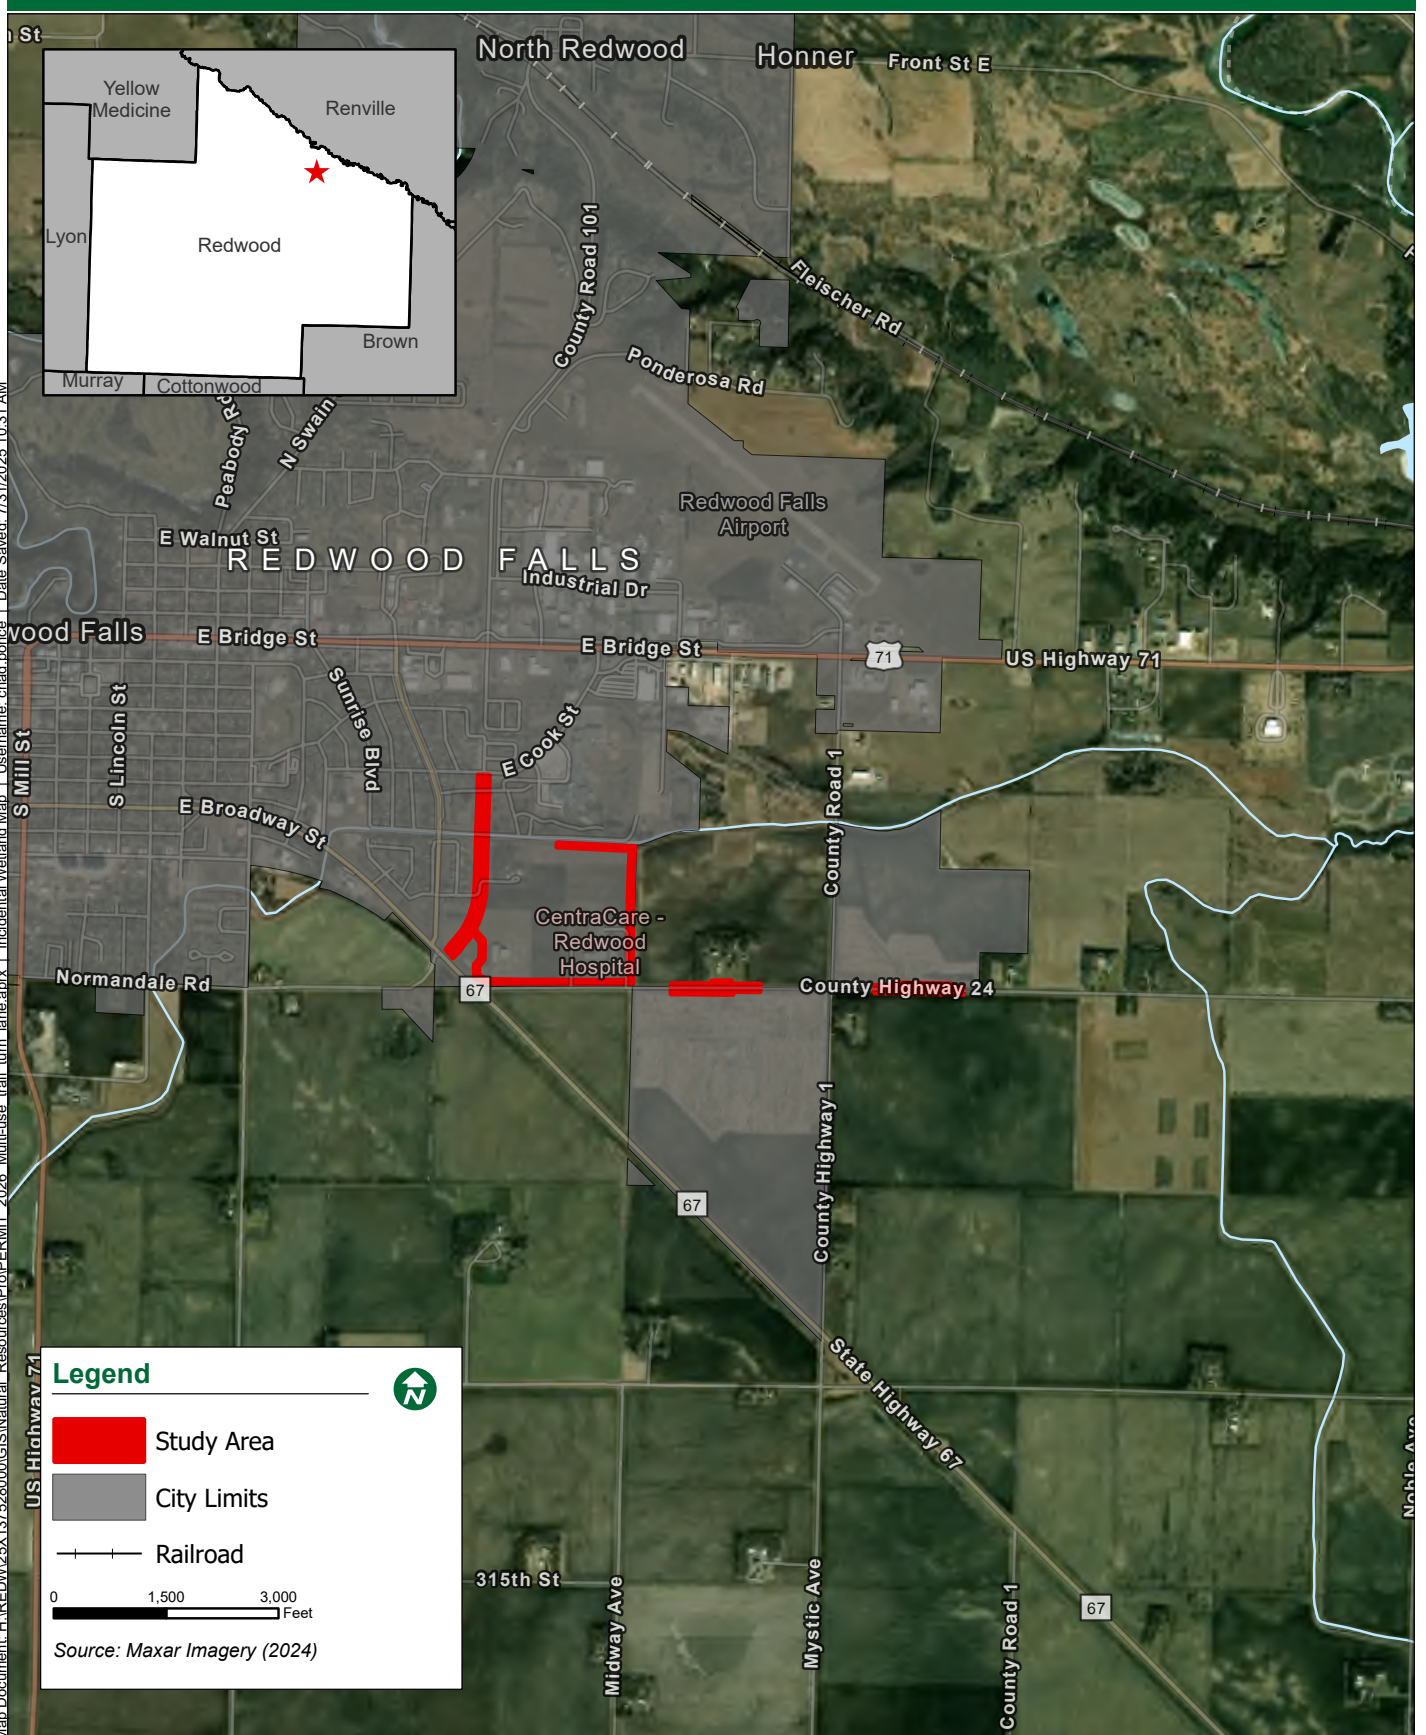 n St
North Redwood
Honner
Front St E
Yellow
Medicine
Renville
Lyon
Redwood
Brown
Murray
Cottonwood
County Road 101
Fleischer Rd
Ponderosa Rd
Peabody Rd
N Swain
Redwood Falls
Airport
E Walnut St
REDWOOD FALLS
Industrial Dr
wood Falls
E Bridge St
E Bridge St
71
US Highway 71
Sunrise Blvd
S Lincoln St
S Mill St
E Cook St
County Road 1
E Broadway St
CentraCare -
Redwood
Hospital
Normandale Rd
67
County Highway 24
County Highway 1
67
State Highway 67
US Highway 71
Noble Ave
315th St
Midway Ave
Mystic Ave
County Road 1
67
Legend
N
Study Area
City Limits
Railroad
0 1,500 3,000
Feet
Source: Maxar Imagery (2024)